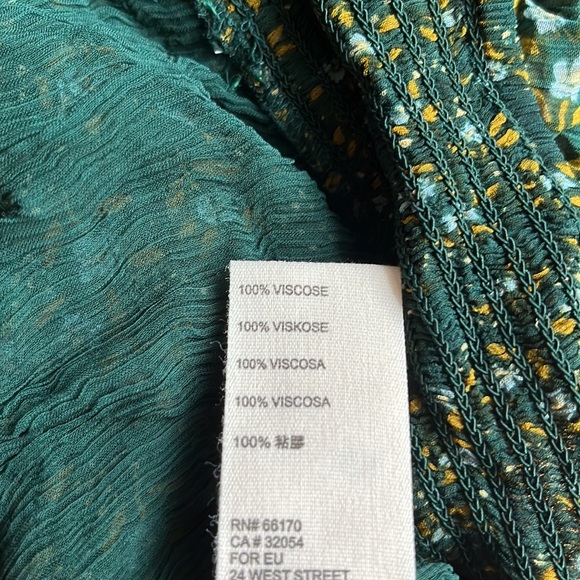 100% VISCOSE
100% VISKOSE
100% VISCOSA
100% VISCOSA
100% 粘膠
RN# 66170
CA # 32054
FOR EU
24 WEST STREET